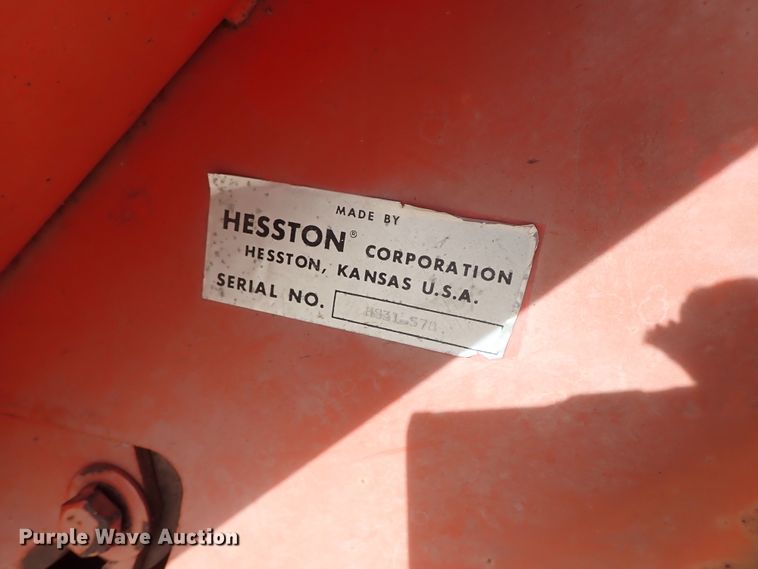 MADE BY
HESSTON® CORPORATION
HESSTON, KANSAS U.S.A.
SERIAL NO.
Purple Wave Auction